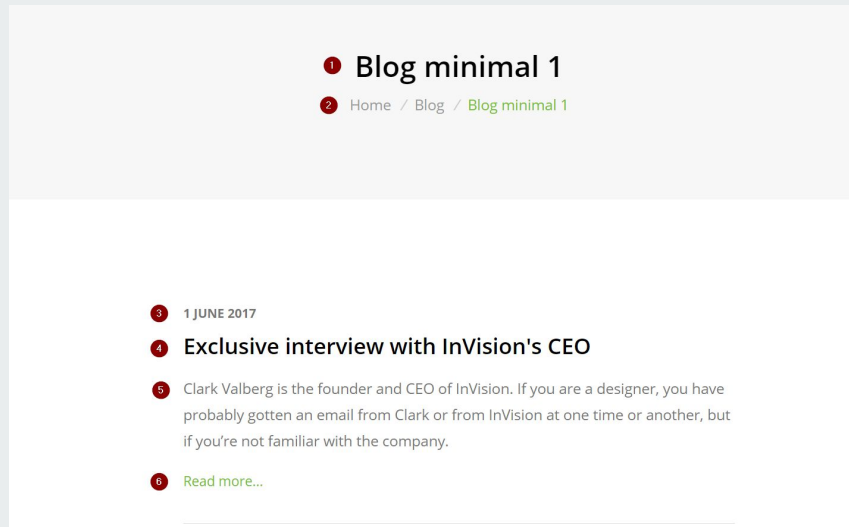 1 Blog minimal 1
2 Home / Blog / Blog minimal 1
3 1 JUNE 2017
4 Exclusive interview with InVision's CEO
5 Clark Valberg is the founder and CEO of InVision. If you are a designer, you have
probably gotten an email from Clark or from InVision at one time or another, but
if you’re not familiar with the company.
6 Read more...